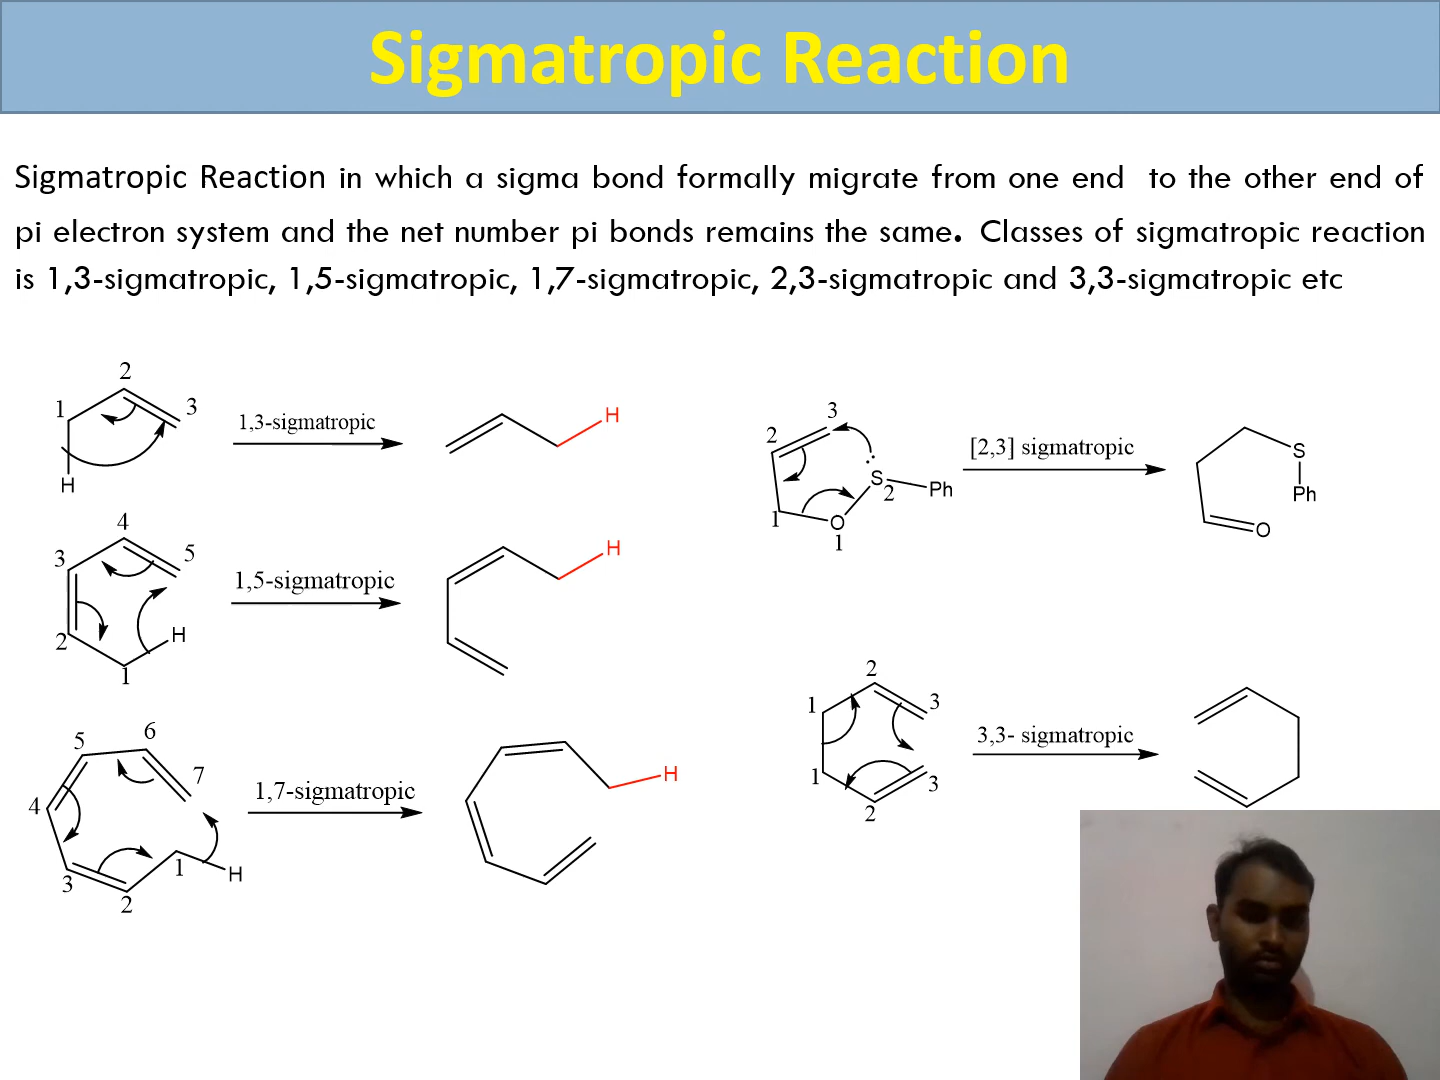 Sigmatropic Reaction
Sigmatropic Reaction in which a sigma bond formally migrate from one end to the other end of
pi electron system and the net number pi bonds remains the same. Classes of sigmatropic reaction
is 1,3-sigmatropic, 1,5-sigmatropic, 1,7-sigmatropic, 2,3-sigmatropic and 3,3-sigmatropic etc
2
1
3
H
1,3-sigmatropic
H
4
3
5
2
H
1
1,5-sigmatropic
H
6
5
7
4
3
1
H
2
1,7-sigmatropic
H
3
2
S
2
Ph
1
O
1
[2,3] sigmatropic
S
Ph
O
2
1
3
1
3
2
3,3- sigmatropic